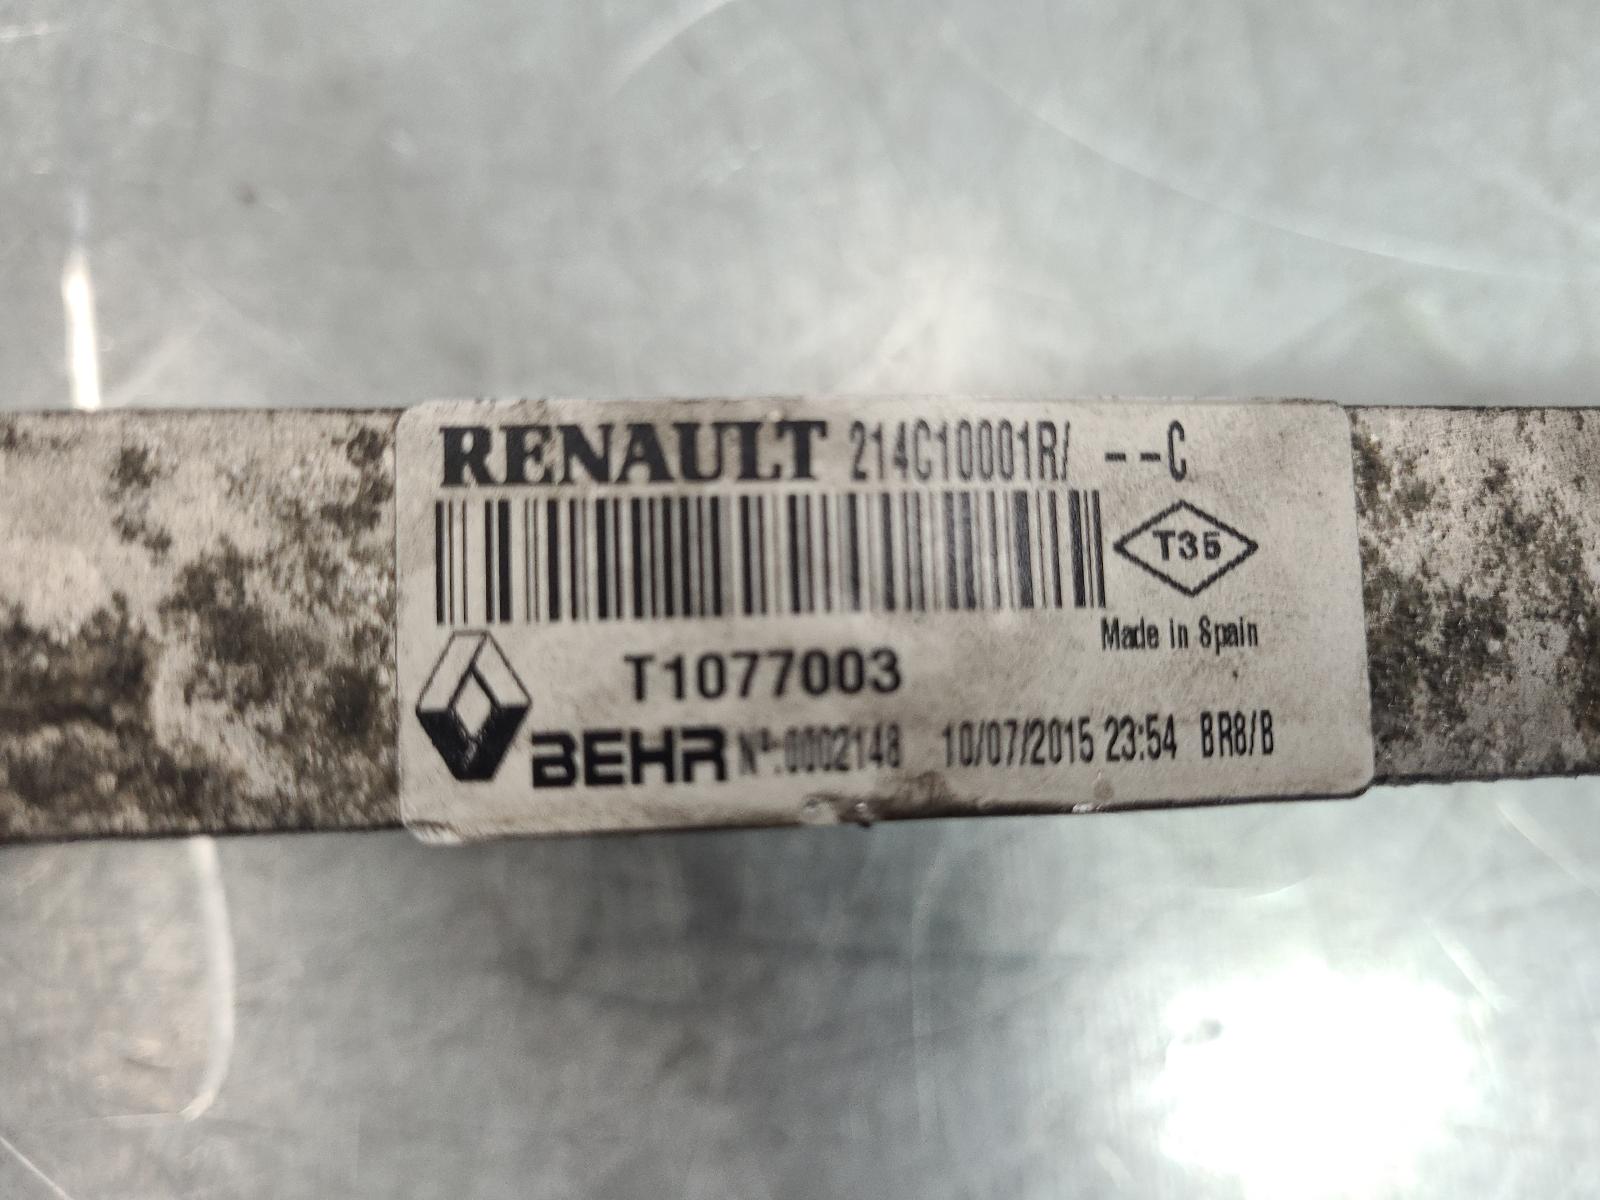 RENAULT 214C10001R/ --C
T35
Made in Spain
T1077003
BEHR Nº:0002148 10/07/2015 23:54 BR8/B